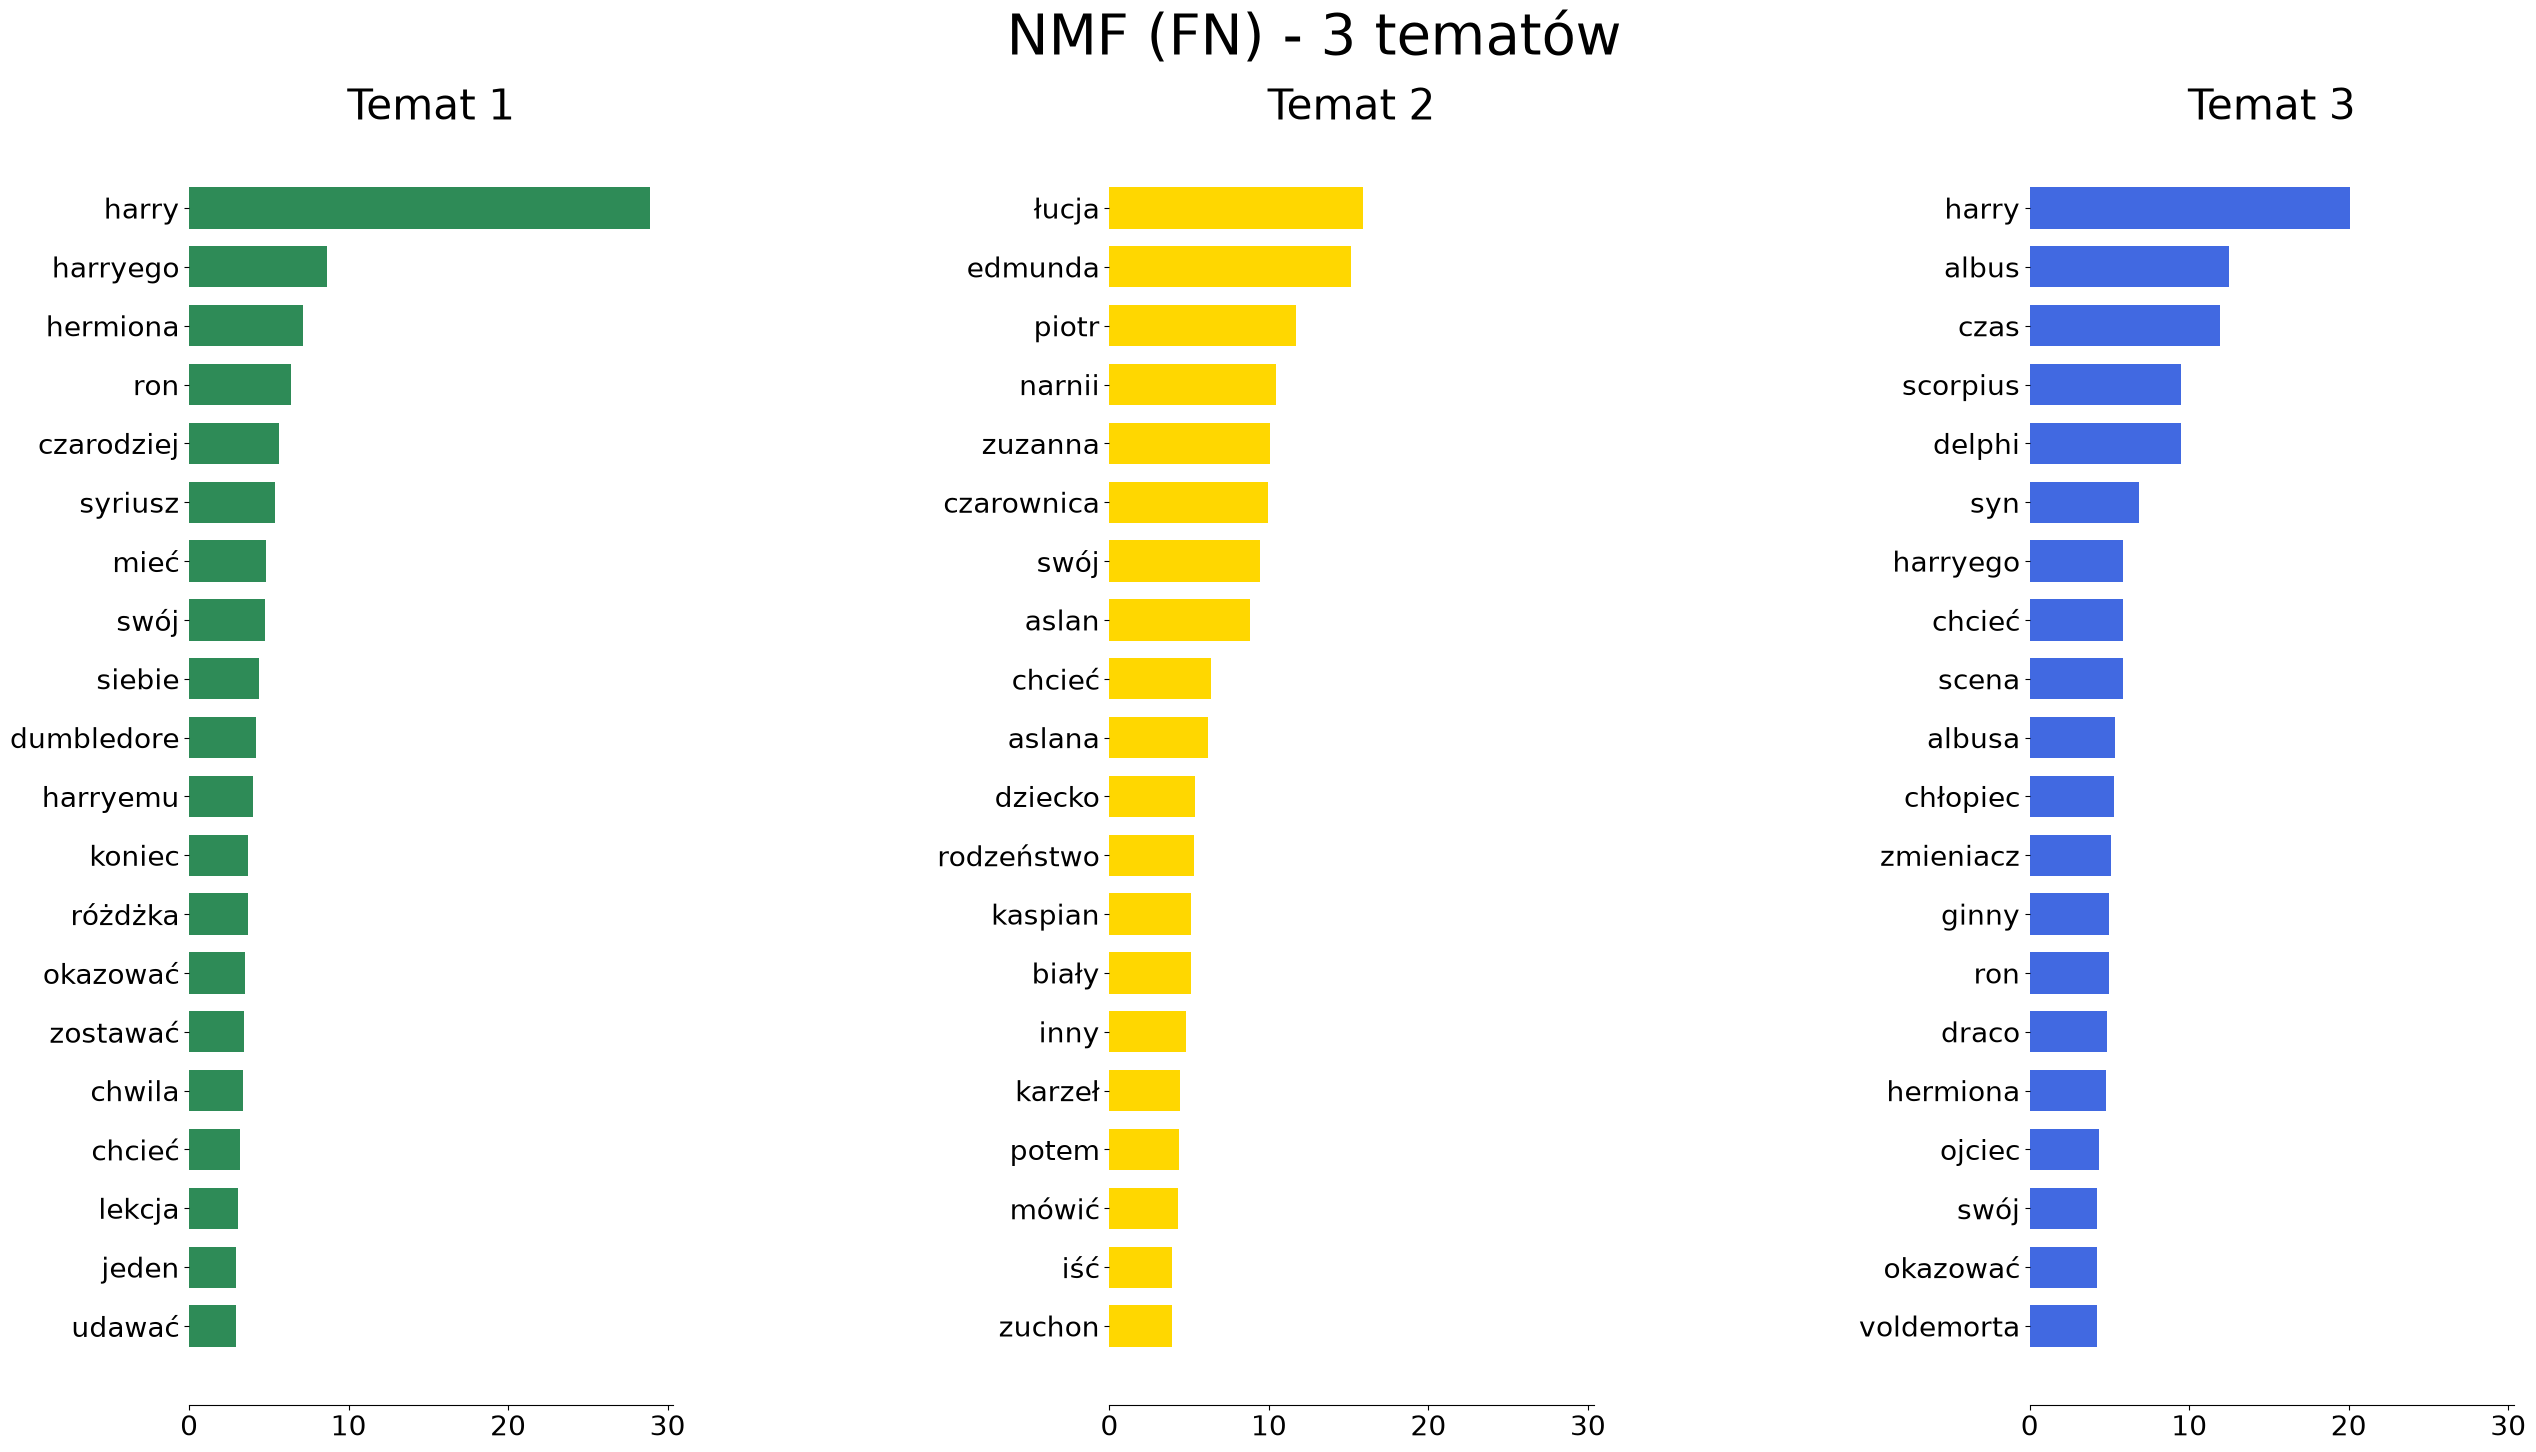 NMF (FN) - 3 tematów
Temat 1
harry
harryego
hermiona
ron
czarodziej
syriusz
mieć
swój
siebie
dumbledore
harryemu
koniec
różdżka
okazować
zostawać
chwila
chcieć
lekcja
jeden
udawać
0 10 20 30
Temat 2
łucja
edmunda
piotr
narnii
zuzanna
czarownica
swój
aslan
chcieć
aslana
dziecko
rodzeństwo
kaspian
biały
inny
karzeł
potem
mówić
iść
zuchon
0 10 20 30
Temat 3
harry
albus
czas
scorpius
delphi
syn
harryego
chcieć
scena
albusa
chłopiec
zmieniacz
ginny
ron
draco
hermiona
ojciec
swój
okazować
voldemorta
0 10 20 30